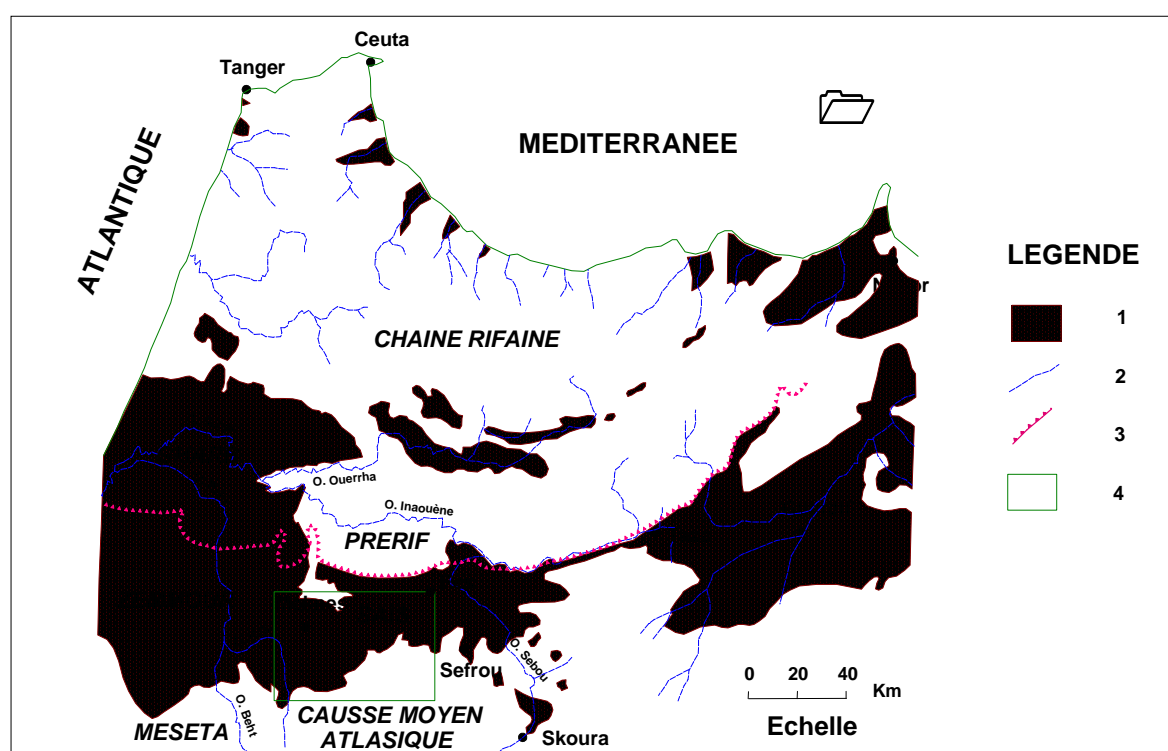 Ceuta
Tanger
MEDITERRANEE
ATLANTIQUE
LEGENDE
1
CHAINE RIFAINE
2
3
O. Ouerrha
4
O. Inaouène
PRERIF
O. Sebou
Sefrou
0 20 40
Km
O. Beht
MESETA
CAUSSE MOYEN
ATLASIQUE
Skoura
Echelle